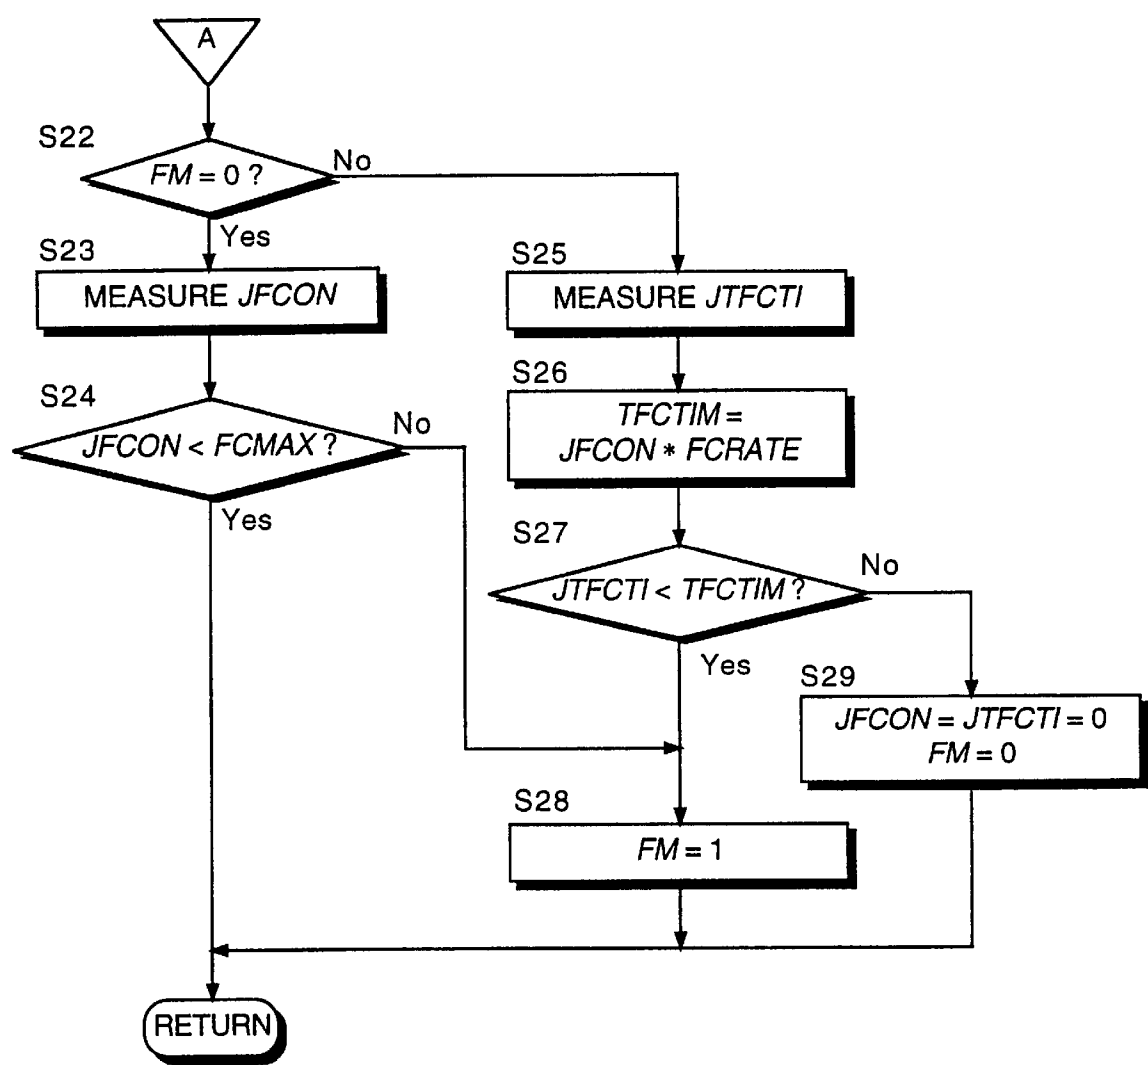 A
S22
FM = 0 ?
No
Yes
S23
MEASURE JFCON
S24
JFCON < FCMAX ?
No
Yes
S25
MEASURE JTFCTI
S26
TFCTIM =
JFCON * FCRATE
S27
JTFCTI < TFCTIM ?
No
Yes
S29
JFCON = JTFCTI = 0
FM = 0
S28
FM = 1
RETURN